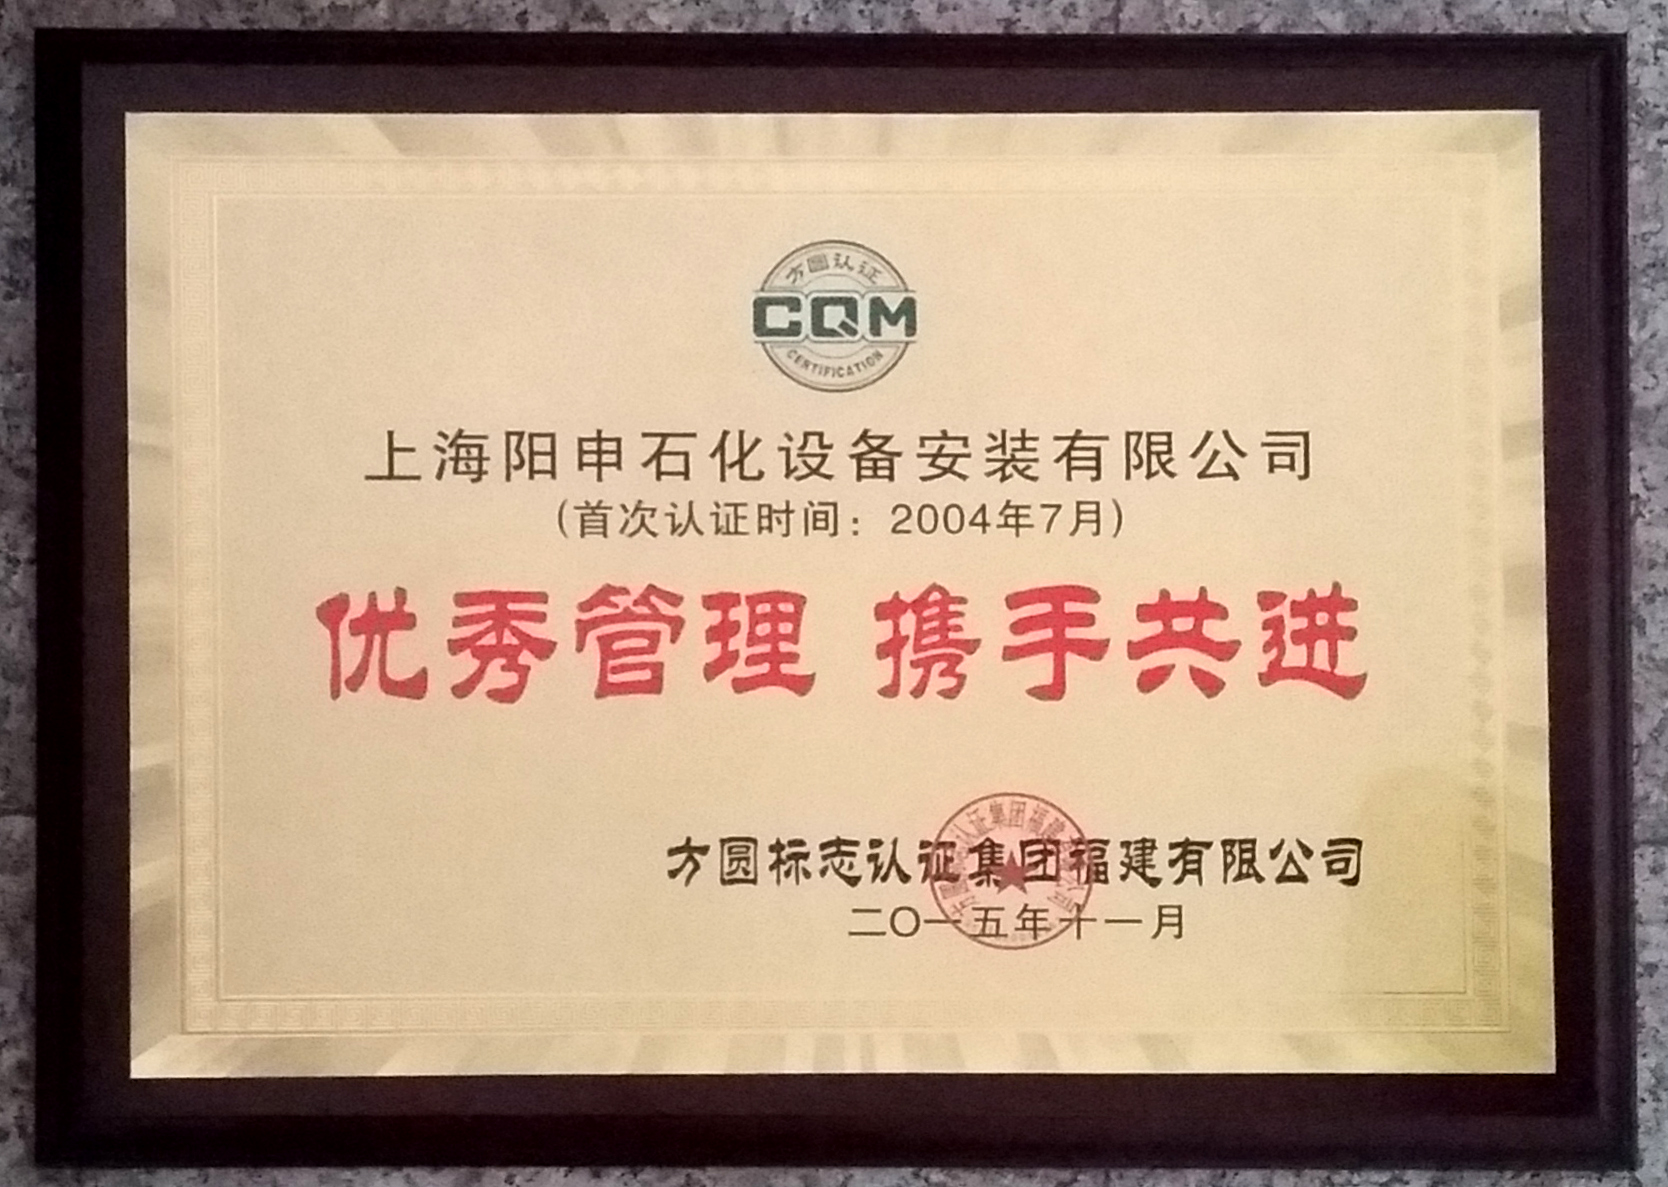 方圆认证
CQM
CERTIFICATION
上海阳申石化设备安装有限公司
(首次认证时间：2004年7月)
优秀管理 携手共进
方圆标志认证集团福建有限公司
二〇一五年十一月